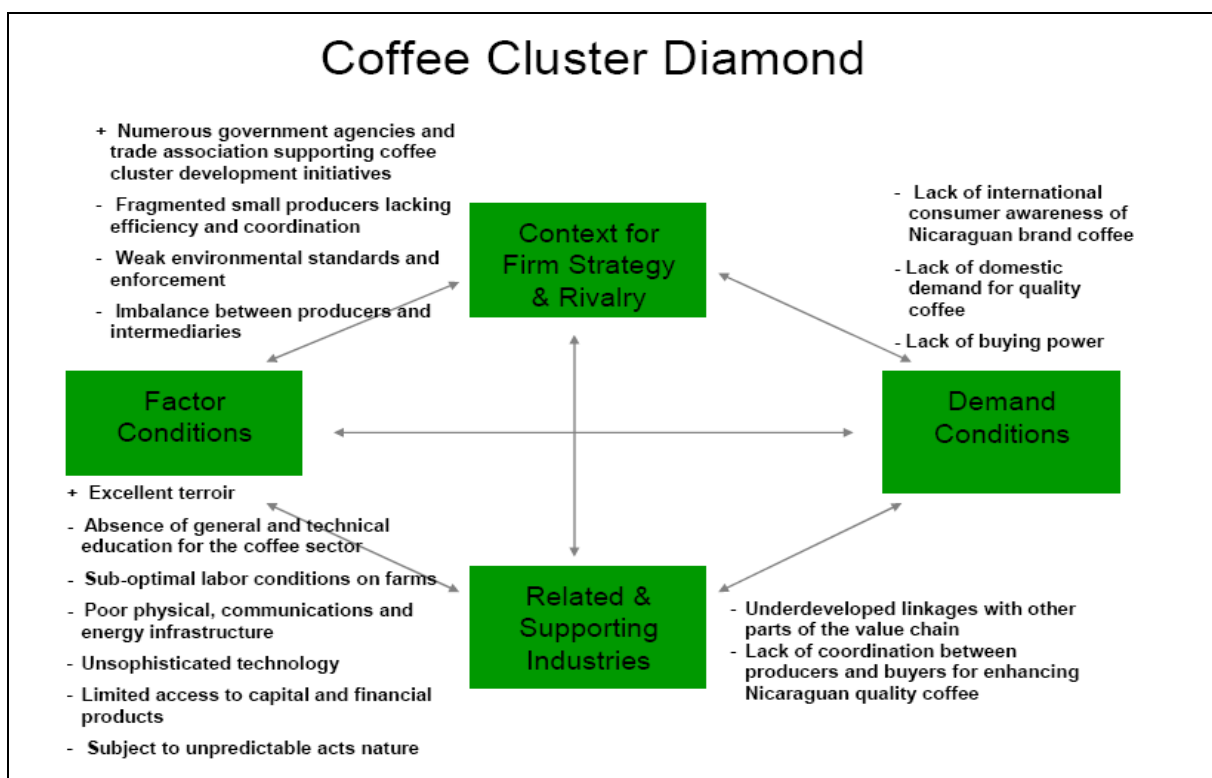 Coffee Cluster Diamond
+ Numerous government agencies and
trade association supporting coffee
cluster development initiatives
- Fragmented small producers lacking
efficiency and coordination
- Weak environmental standards and
enforcement
- Imbalance between producers and
intermediaries
Context for
Firm Strategy
& Rivalry
- Lack of international
consumer awareness of
Nicaraguan brand coffee
- Lack of domestic
demand for quality
coffee
- Lack of buying power
Factor
Conditions
Demand
Conditions
+ Excellent terroir
- Absence of general and technical
education for the coffee sector
- Sub-optimal labor conditions on farms
- Poor physical, communications and
energy infrastructure
- Unsophisticated technology
- Limited access to capital and financial
products
- Subject to unpredictable acts nature
Related &
Supporting
Industries
- Underdeveloped linkages with other
parts of the value chain
- Lack of coordination between
producers and buyers for enhancing
Nicaraguan quality coffee